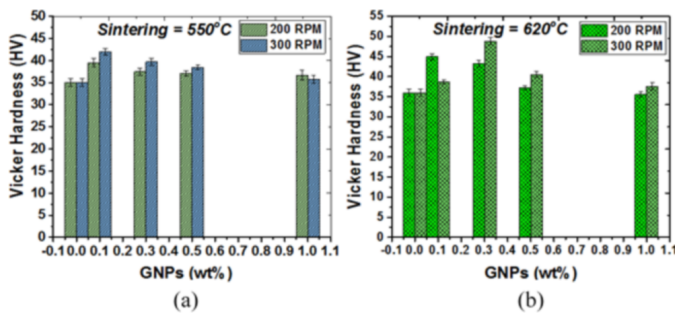 Sintering = 550°C
200 RPM
300 RPM
Vicker Hardness (HV)
50
45
40
35
30
25
20
15
10
5
0
-0.1 0.0 0.1 0.2 0.3 0.4 0.5 0.6 0.7 0.8 0.9 1.0 1.1
GNPs (wt%)
(a)
Sintering = 620°C
200 RPM
300 RPM
Vicker Hardness (HV)
55
50
45
40
35
30
25
20
15
10
5
0
-0.1 0.0 0.1 0.2 0.3 0.4 0.5 0.6 0.7 0.8 0.9 1.0 1.1
GNPs (wt%)
(b)